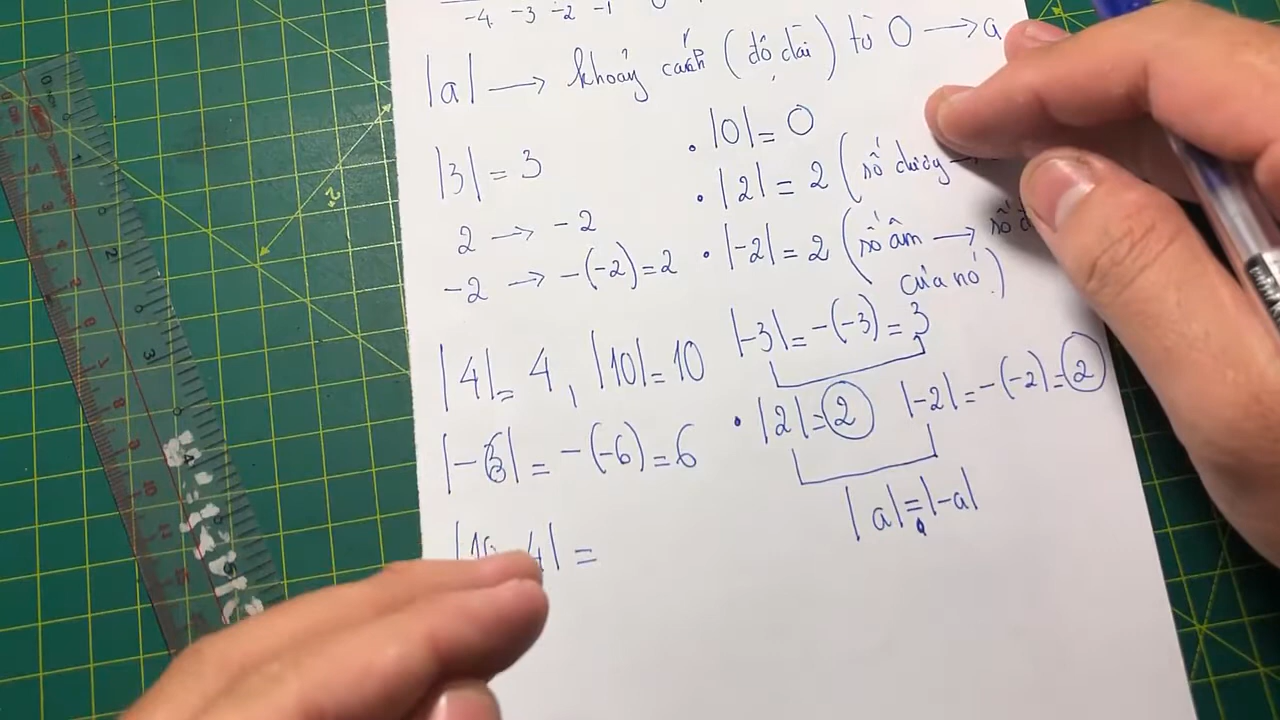 -4 -3 -2 -1 0
|a| → khoảng cách (độ dài) từ 0 → a
|3| = 3
2 → -2
-2 → -(-2) = 2
|4| = 4, |10| = 10
|-6| = -(-6) = 6
4| =
. |0| = 0
. |2| = 2 (số dương →
. |-2| = 2 (số âm → số đ
của nó)
|-3| = -(-3) = 3
. |2| = 2 |-2| = -(-2) = 2
|a| = |-a|